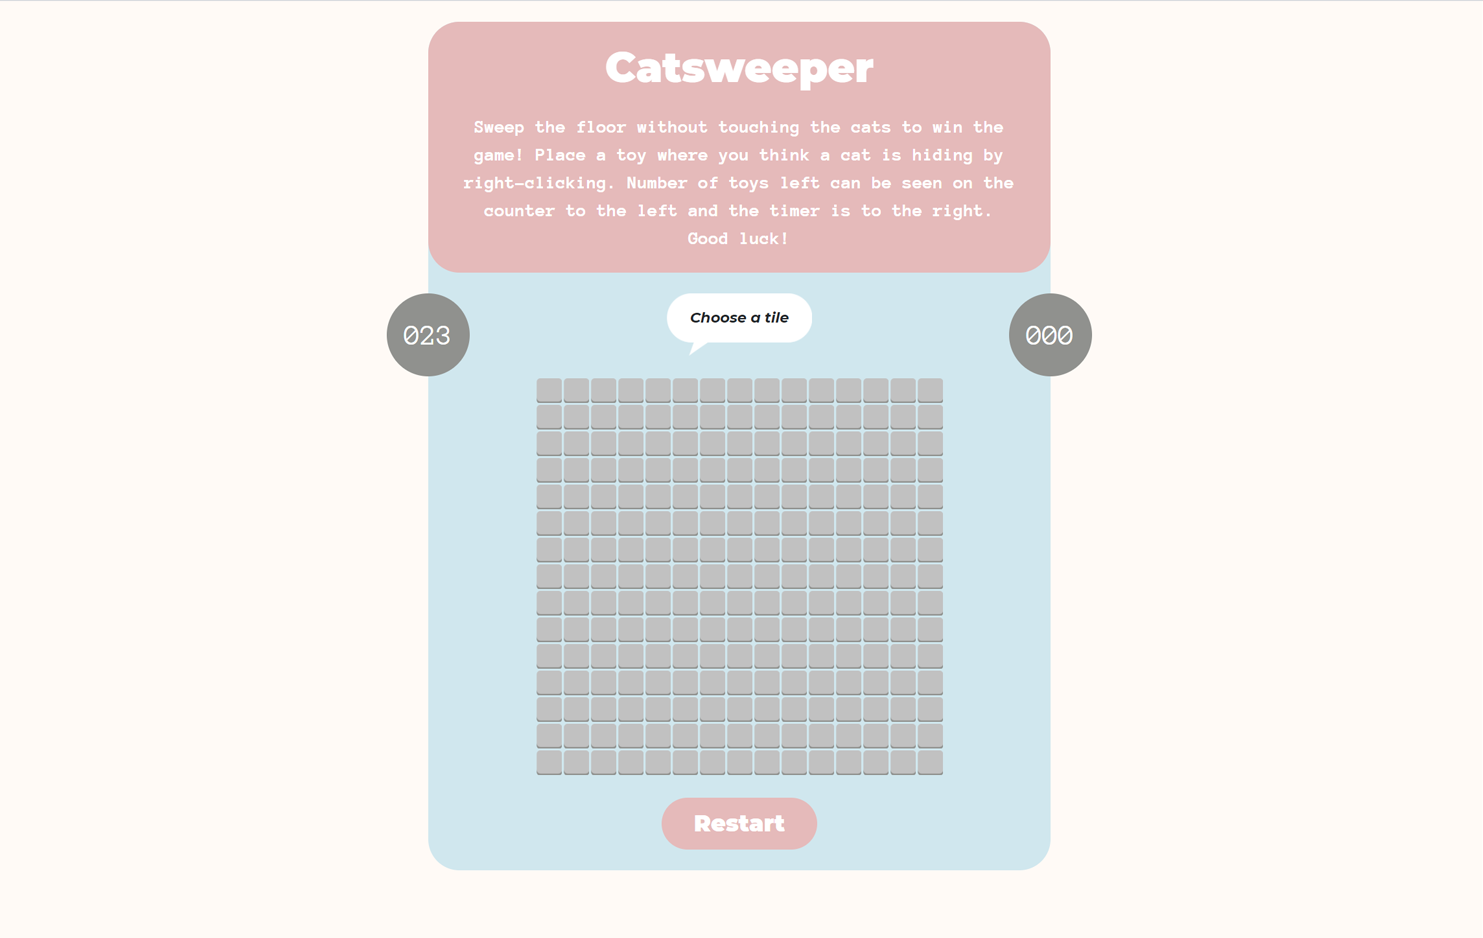 Catsweeper
Sweep the floor without touching the cats to win the
game! Place a toy where you think a cat is hiding by
right-clicking. Number of toys left can be seen on the
counter to the left and the timer is to the right.
Good luck!
023
Choose a tile
000
Restart